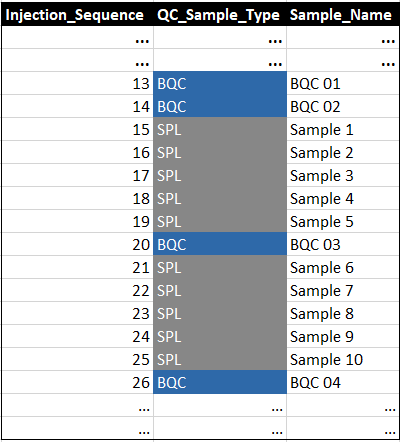 Injection_Sequence QC_Sample_Type Sample_Name
... ... ...
... ... ...
13 BQC BQC 01
14 BQC BQC 02
15 SPL Sample 1
16 SPL Sample 2
17 SPL Sample 3
18 SPL Sample 4
19 SPL Sample 5
20 BQC BQC 03
21 SPL Sample 6
22 SPL Sample 7
23 SPL Sample 8
24 SPL Sample 9
25 SPL Sample 10
26 BQC BQC 04
... ... ...
... ... ...